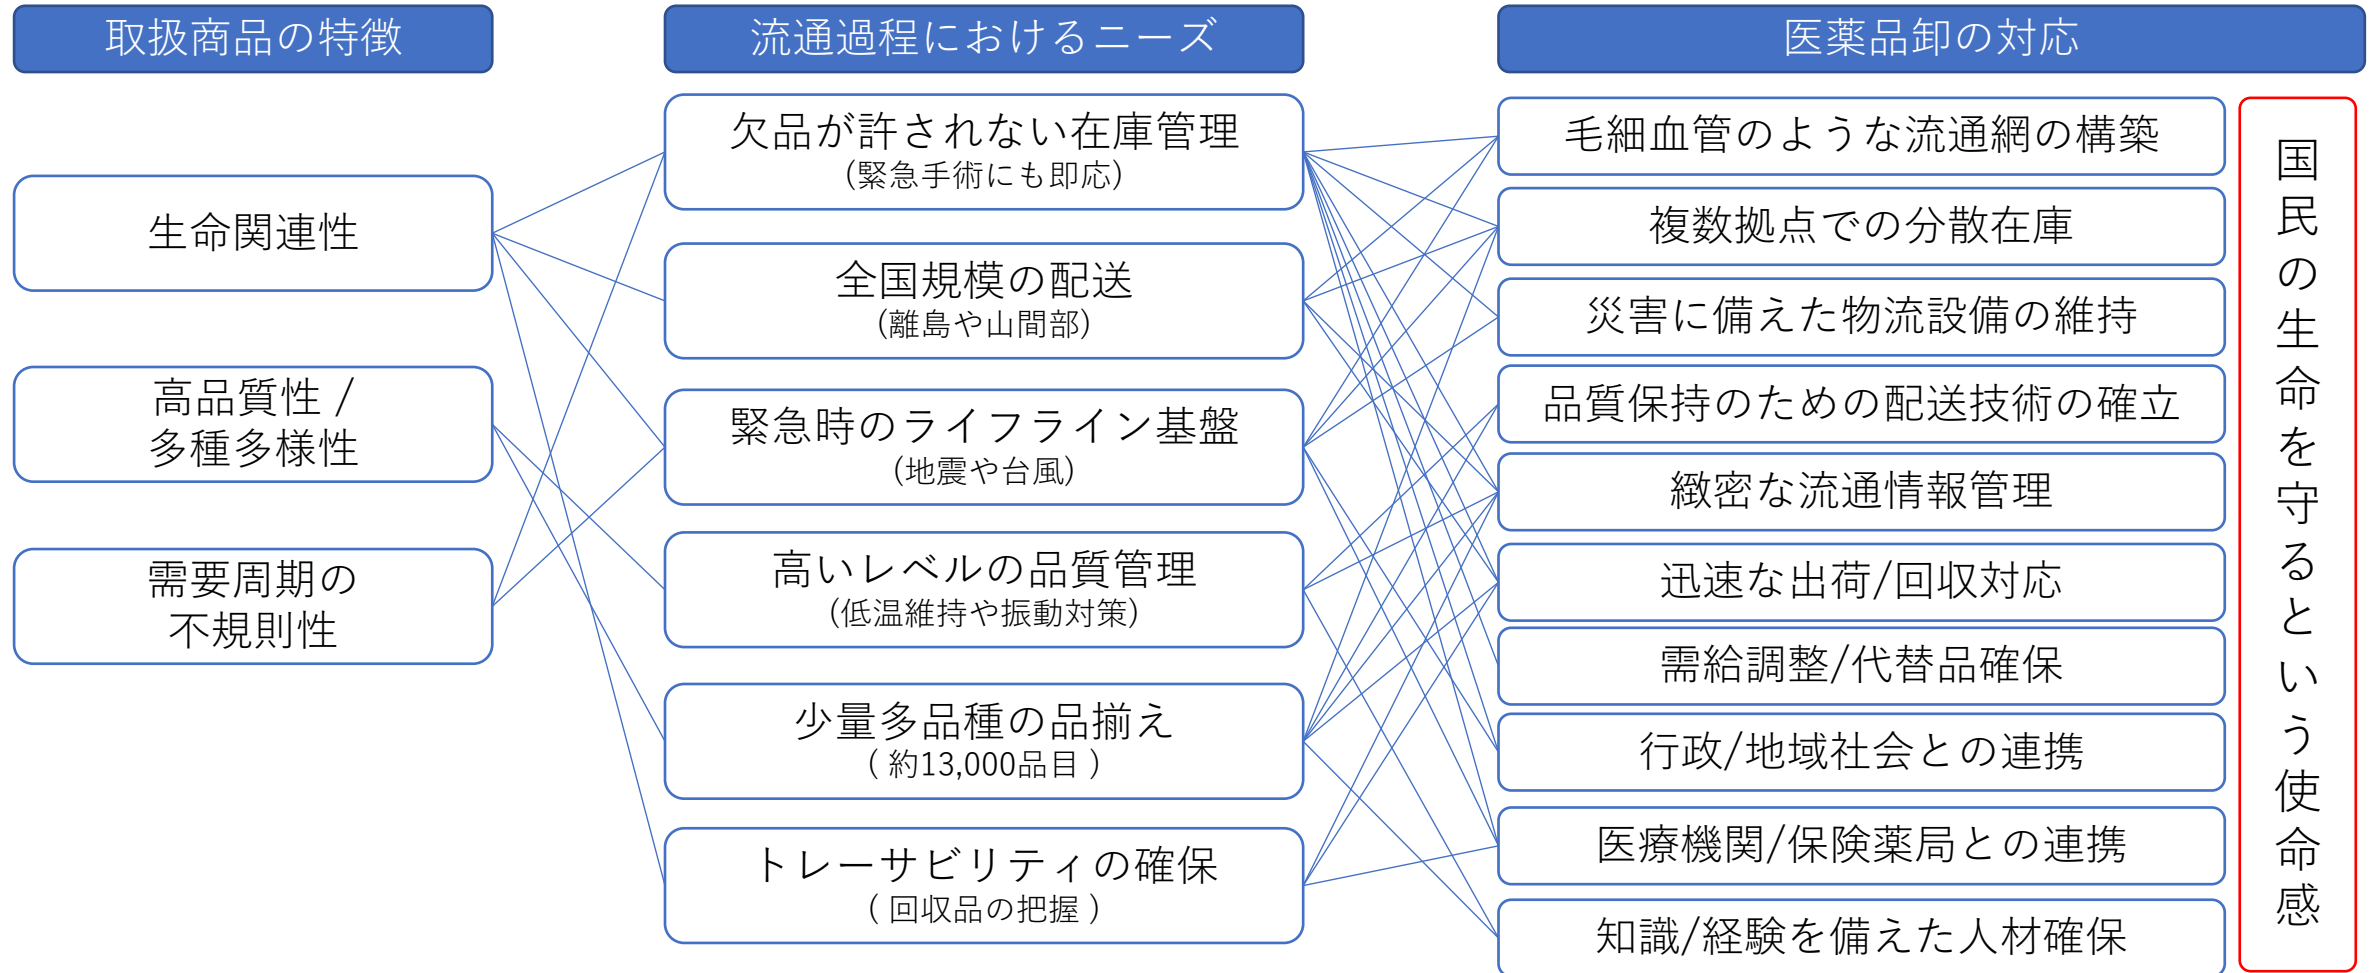 取扱商品の特徴
流通過程におけるニーズ
医薬品卸の対応
生命関連性
高品質性 /
多種多様性
需要周期の
不規則性
欠品が許されない在庫管理
(緊急手術にも即応)
全国規模の配送
(離島や山間部)
緊急時のライフライン基盤
(地震や台風)
高いレベルの品質管理
(低温維持や振動対策)
少量多品種の品揃え
( 約13,000品目 )
トレーサビリティの確保
( 回収品の把握 )
毛細血管のような流通網の構築
複数拠点での分散在庫
災害に備えた物流設備の維持
品質保持のための配送技術の確立
緻密な流通情報管理
迅速な出荷/回収対応
需給調整/代替品確保
行政/地域社会との連携
医療機関/保険薬局との連携
知識/経験を備えた人材確保
国民の生命を守るという使命感